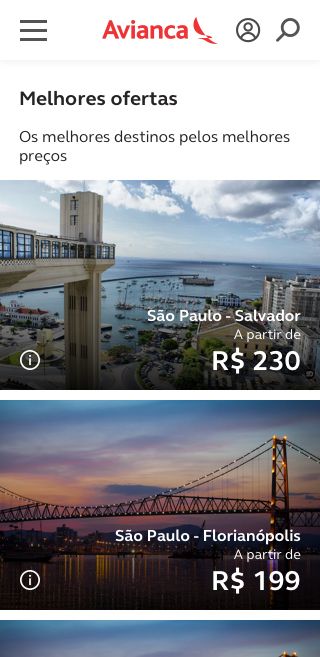 Avianca
Melhores ofertas
Os melhores destinos pelos melhores
preços
São Paulo - Salvador
A partir de
R$ 230
São Paulo - Florianópolis
A partir de
R$ 199